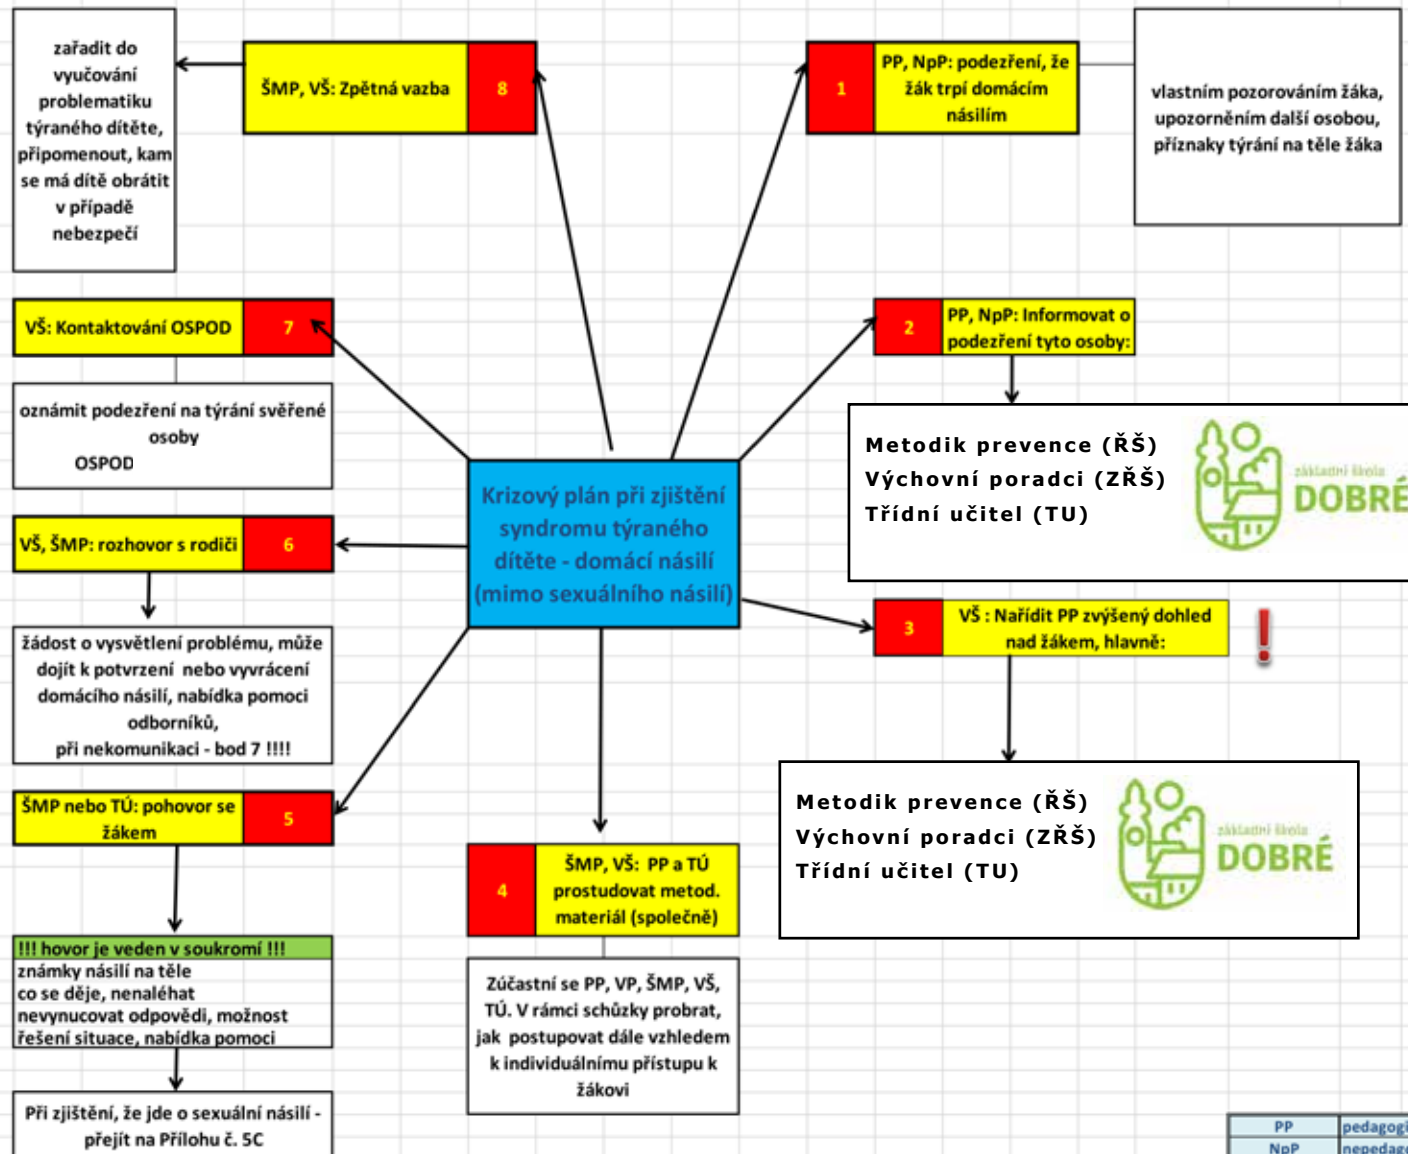 zařadit do
vyučování
problematiku
týraného dítěte,
připomenout, kam
se má dítě obrátit
v případě
nebezpečí
ŠMP, VŠ: Zpětná vazba
8
1
PP, NpP: podezření, že
žák trpí domácím
násilím
vlastním pozorováním žáka,
upozorněním další osobou,
příznaky týrání na těle žáka
VŠ: Kontaktování OSPOD
7
oznámit podezření na týrání svěřené
osoby
OSPOD
2
PP, NpP: Informovat o
podezření tyto osoby:
Metodik prevence (ŘŠ)
Výchovní poradci (ZŘŠ)
Třídní učitel (TU)
základní škola
DOBRÉ
Krizový plán při zjištění
syndromu týraného
dítěte - domácí násilí
(mimo sexuálního násilí)
VŠ, ŠMP: rozhovor s rodiči
6
žádost o vysvětlení problému, může
dojít k potvrzení nebo vyvrácení
domácího násilí, nabídka pomoci
odborníků,
při nekomunikaci - bod 7 !!!!
3
VŠ : Nařídit PP zvýšený dohled
nad žákem, hlavně:
!
Metodik prevence (ŘŠ)
Výchovní poradci (ZŘŠ)
Třídní učitel (TU)
základní škola
DOBRÉ
ŠMP nebo TÚ: pohovor se
žákem
5
!!! hovor je veden v soukromí !!!
známky násilí na těle
co se děje, nenaléhat
nevynucovat odpovědi, možnost
řešení situace, nabídka pomoci
Při zjištění, že jde o sexuální násilí -
přejít na Přílohu č. 5C
4
ŠMP, VŠ: PP a TÚ
prostudovat metod.
materiál (společně)
Zúčastní se PP, VP, ŠMP, VŠ,
TÚ. V rámci schůzky probrat,
jak postupovat dále vzhledem
k individuálnímu přístupu k
žákovi
PP
NpP